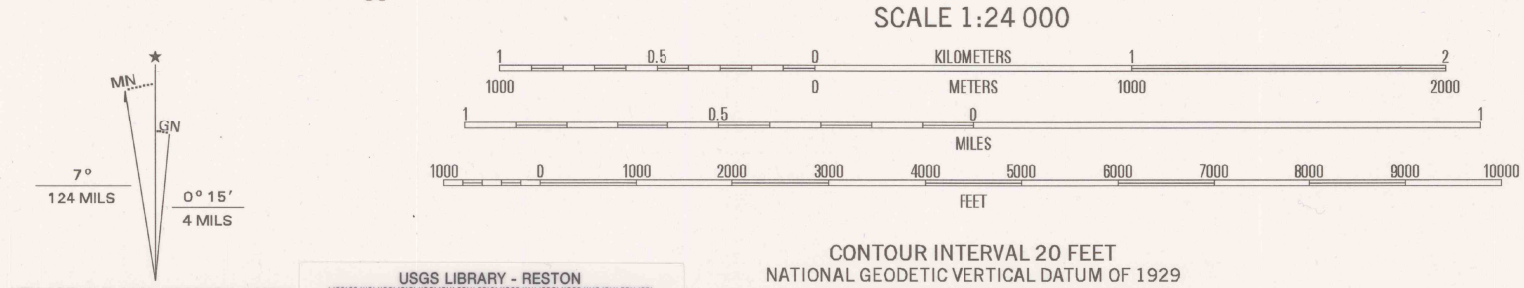 SCALE 1:24 000
1 0.5 0 KILOMETERS 1 2
1000 0 METERS 1000 2000
1 0.5 0 1
MILES
1000 0 1000 2000 3000 4000 5000 6000 7000 8000 9000 10000
FEET
★
MN
GN
7°
124 MILS
0° 15′
4 MILS
CONTOUR INTERVAL 20 FEET
NATIONAL GEODETIC VERTICAL DATUM OF 1929
USGS LIBRARY - RESTON